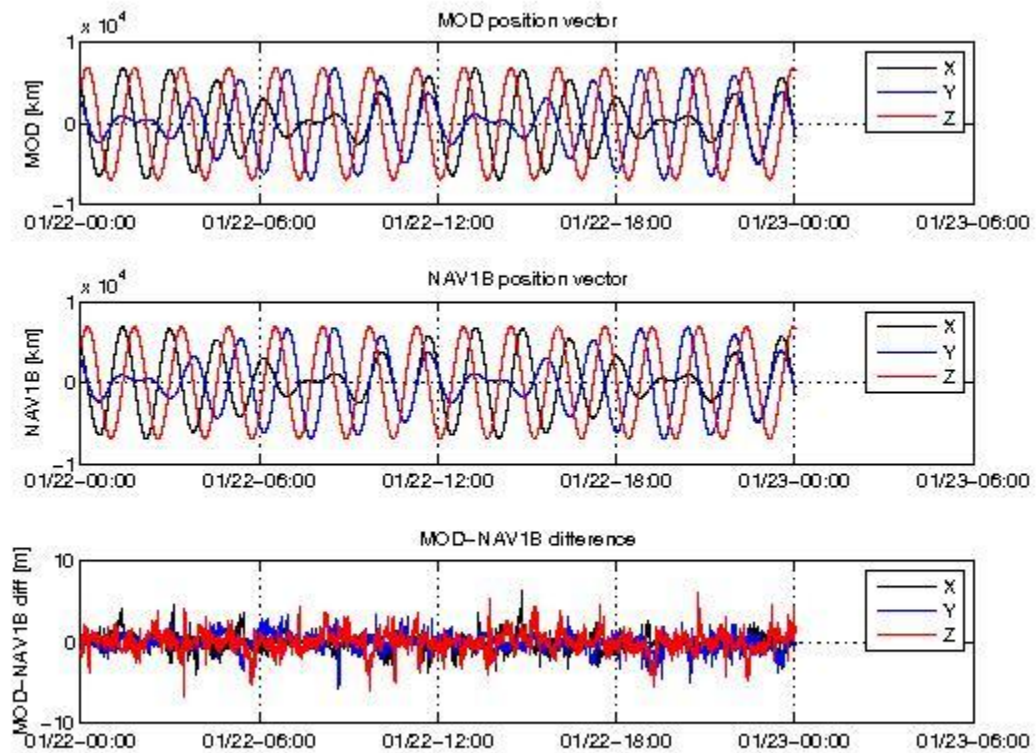 MOD position vector
x 10^4
1
0
-1
MOD [km]
X
Y
Z
01/22-00:00 01/22-06:00 01/22-12:00 01/22-18:00 01/23-00:00 01/23-06:00
NAV1B position vector
x 10^4
1
0
-1
NAV1B [km]
X
Y
Z
01/22-00:00 01/22-06:00 01/22-12:00 01/22-18:00 01/23-00:00 01/23-06:00
MOD-NAV1B difference
10
0
-10
MOD-NAV1B diff [m]
X
Y
Z
01/22-00:00 01/22-06:00 01/22-12:00 01/22-18:00 01/23-00:00 01/23-06:00